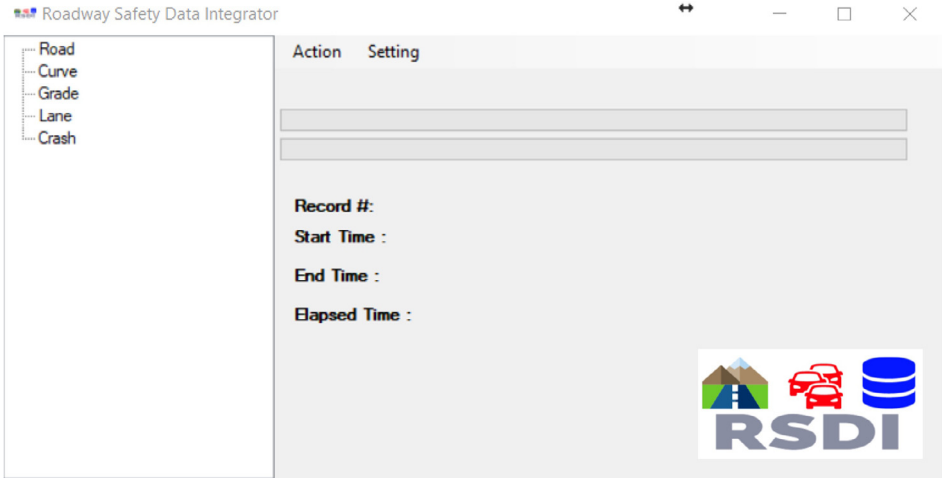 Roadway Safety Data Integrator
Road
Curve
Grade
Lane
Crash
Action Setting
Record #:
Start Time :
End Time :
Elapsed Time :
RSDI